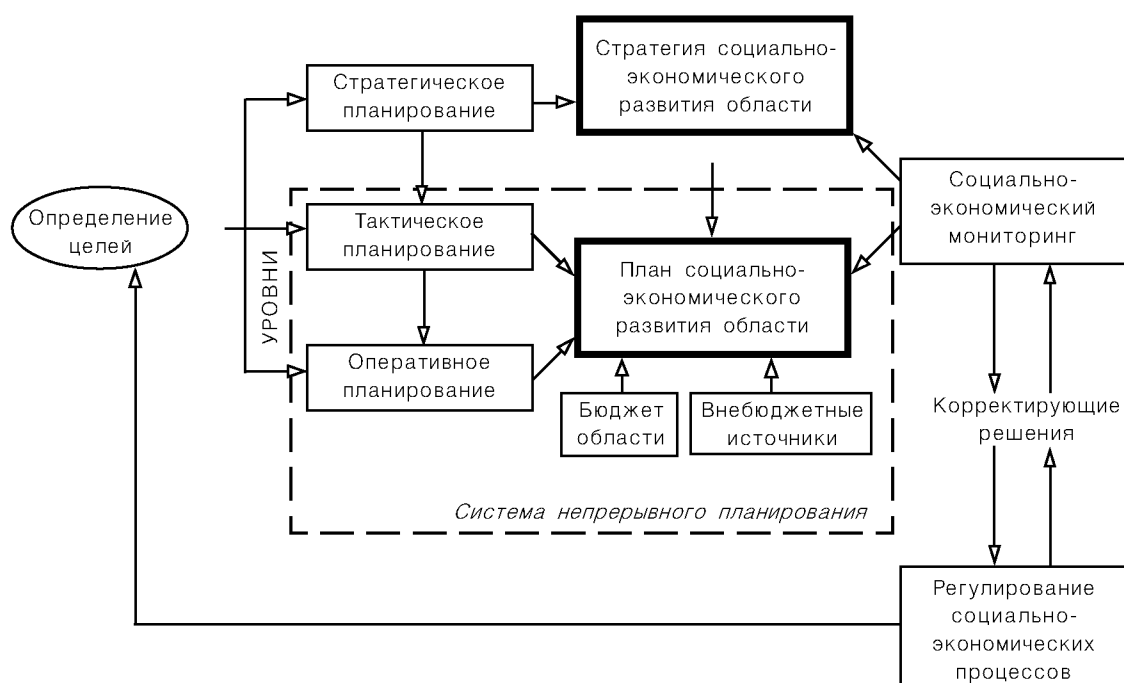 Стратегия социально-
экономического
развития области
Стратегическое
планирование
Социально-
экономический
мониторинг
Определение
целей
Тактическое
планирование
План социально-
экономического
развития области
УРОВНИ
Оперативное
планирование
Бюджет
области
Внебюджетные
источники
Корректирующие
решения
Система непрерывного планирования
Регулирование
социально-
экономических
процессов